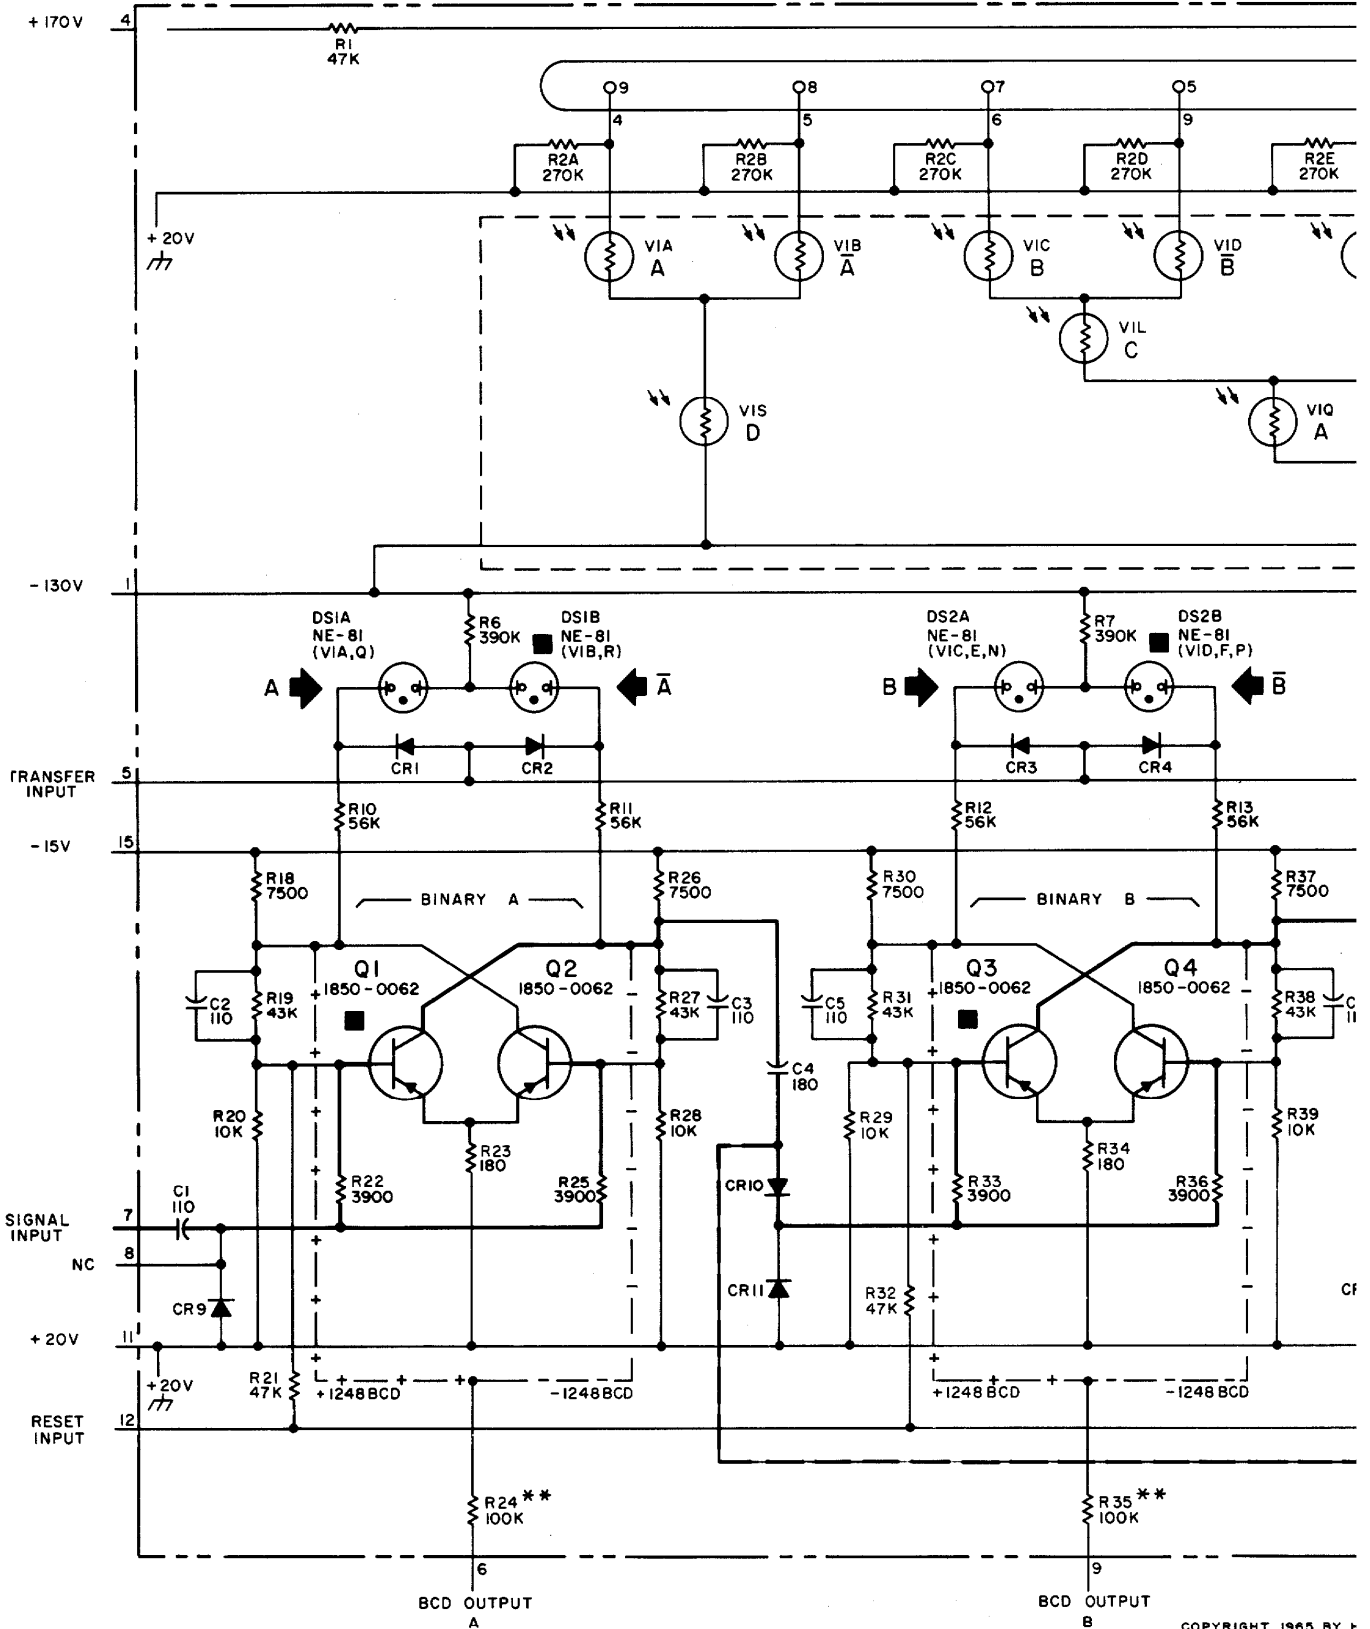 +170V 4
R1
47K
9 8 7 5
4 5 6 9
R2A
270K
R2B
270K
R2C
270K
R2D
270K
R2E
270K
+20V
V1A
A
V1B
A̅
V1C
B
V1D
B̅
V1L
C
V1S
D
V1Q
A
-130V 1
DS1A
NE-81
(V1A,Q)
R6
390K
DS1B
NE-81
(V1B,R)
DS2A
NE-81
(V1C,E,N)
R7
390K
DS2B
NE-81
(V1D,F,P)
A A̅ B B̅
CR1 CR2 CR3 CR4
TRANSFER
INPUT
5
R10
56K
R11
56K
R12
56K
R13
56K
-15V 15
R18
7500
R26
7500
R30
7500
R37
7500
BINARY A
BINARY B
Q1
1850-0062
Q2
1850-0062
Q3
1850-0062
Q4
1850-0062
C2
110
R19
43K
R27
43K
C3
110
C5
110
R31
43K
R38
43K
C4
180
R20
10K
R23
180
R28
10K
R29
10K
R34
180
R39
10K
C1
110
R22
3900
R25
3900
CR10
R33
3900
R36
3900
SIGNAL
INPUT
7
NC 8
CR9
CR11
R32
47K
+20V 11
+20V
R21
47K
+1248BCD
-1248BCD
+1248BCD
-1248BCD
RESET
INPUT
12
R24 **
100K
R35 **
100K
6 9
BCD OUTPUT
A
BCD OUTPUT
B
COPYRIGHT 1965 BY